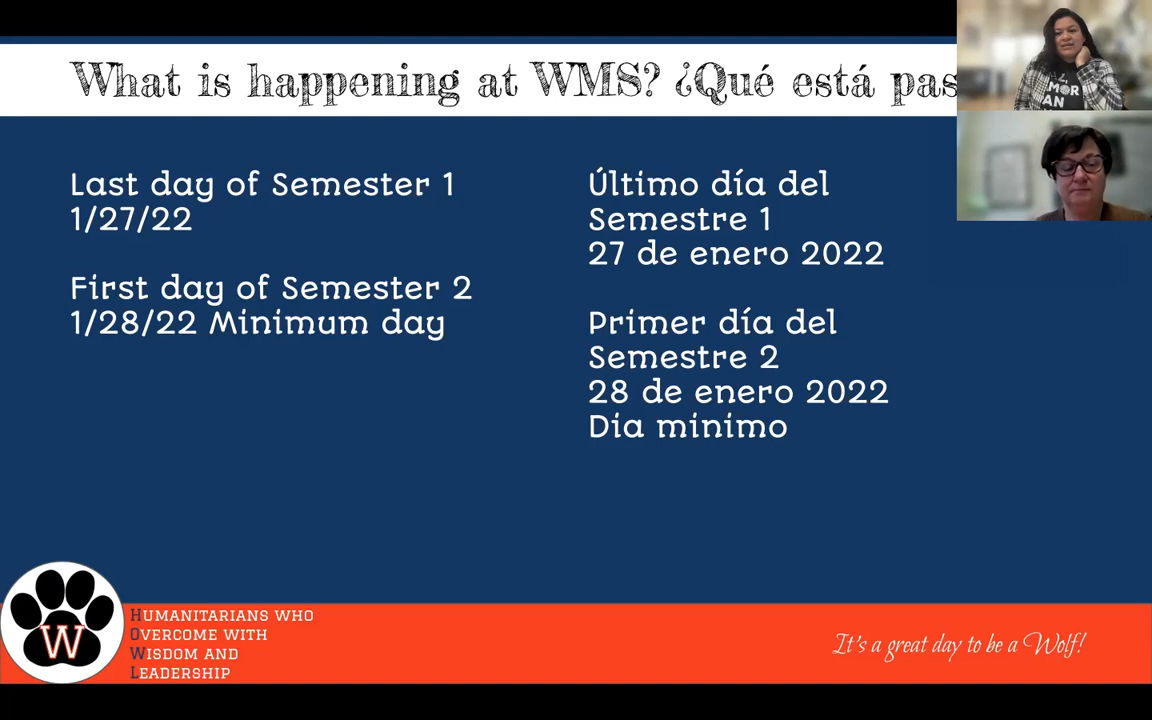 What is happening at WMS? ¿Qué está pas
Last day of Semester 1
1/27/22
First day of Semester 2
1/28/22 Minimum day
Último día del
Semestre 1
27 de enero 2022
Primer día del
Semestre 2
28 de enero 2022
Dia minimo
W
HUMANITARIANS WHO
OVERCOME WITH
WISDOM AND
LEADERSHIP
It's a great day to be a Wolf!
MOR
AN